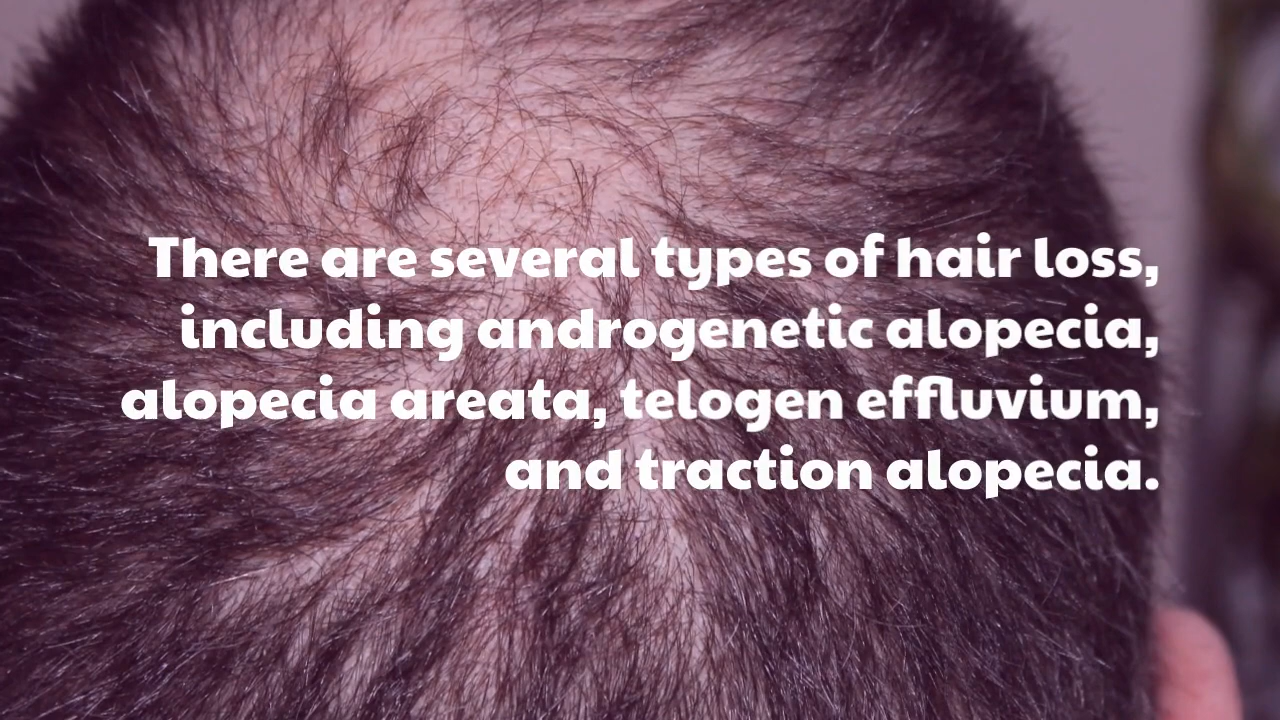 There are several types of hair loss,
including androgenetic alopecia,
alopecia areata, telogen effluvium,
and traction alopecia.